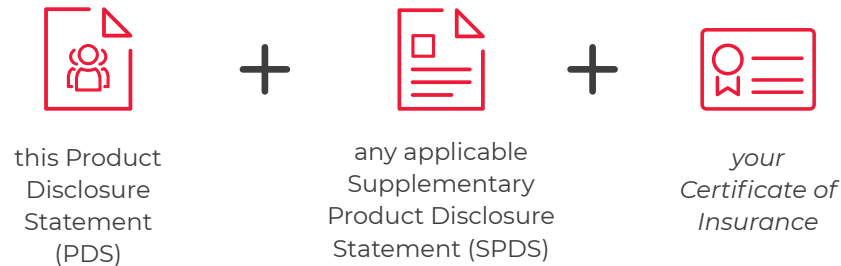 this Product
Disclosure
Statement
(PDS)
any applicable
Supplementary
Product Disclosure
Statement (SPDS)
your
Certificate of
Insurance